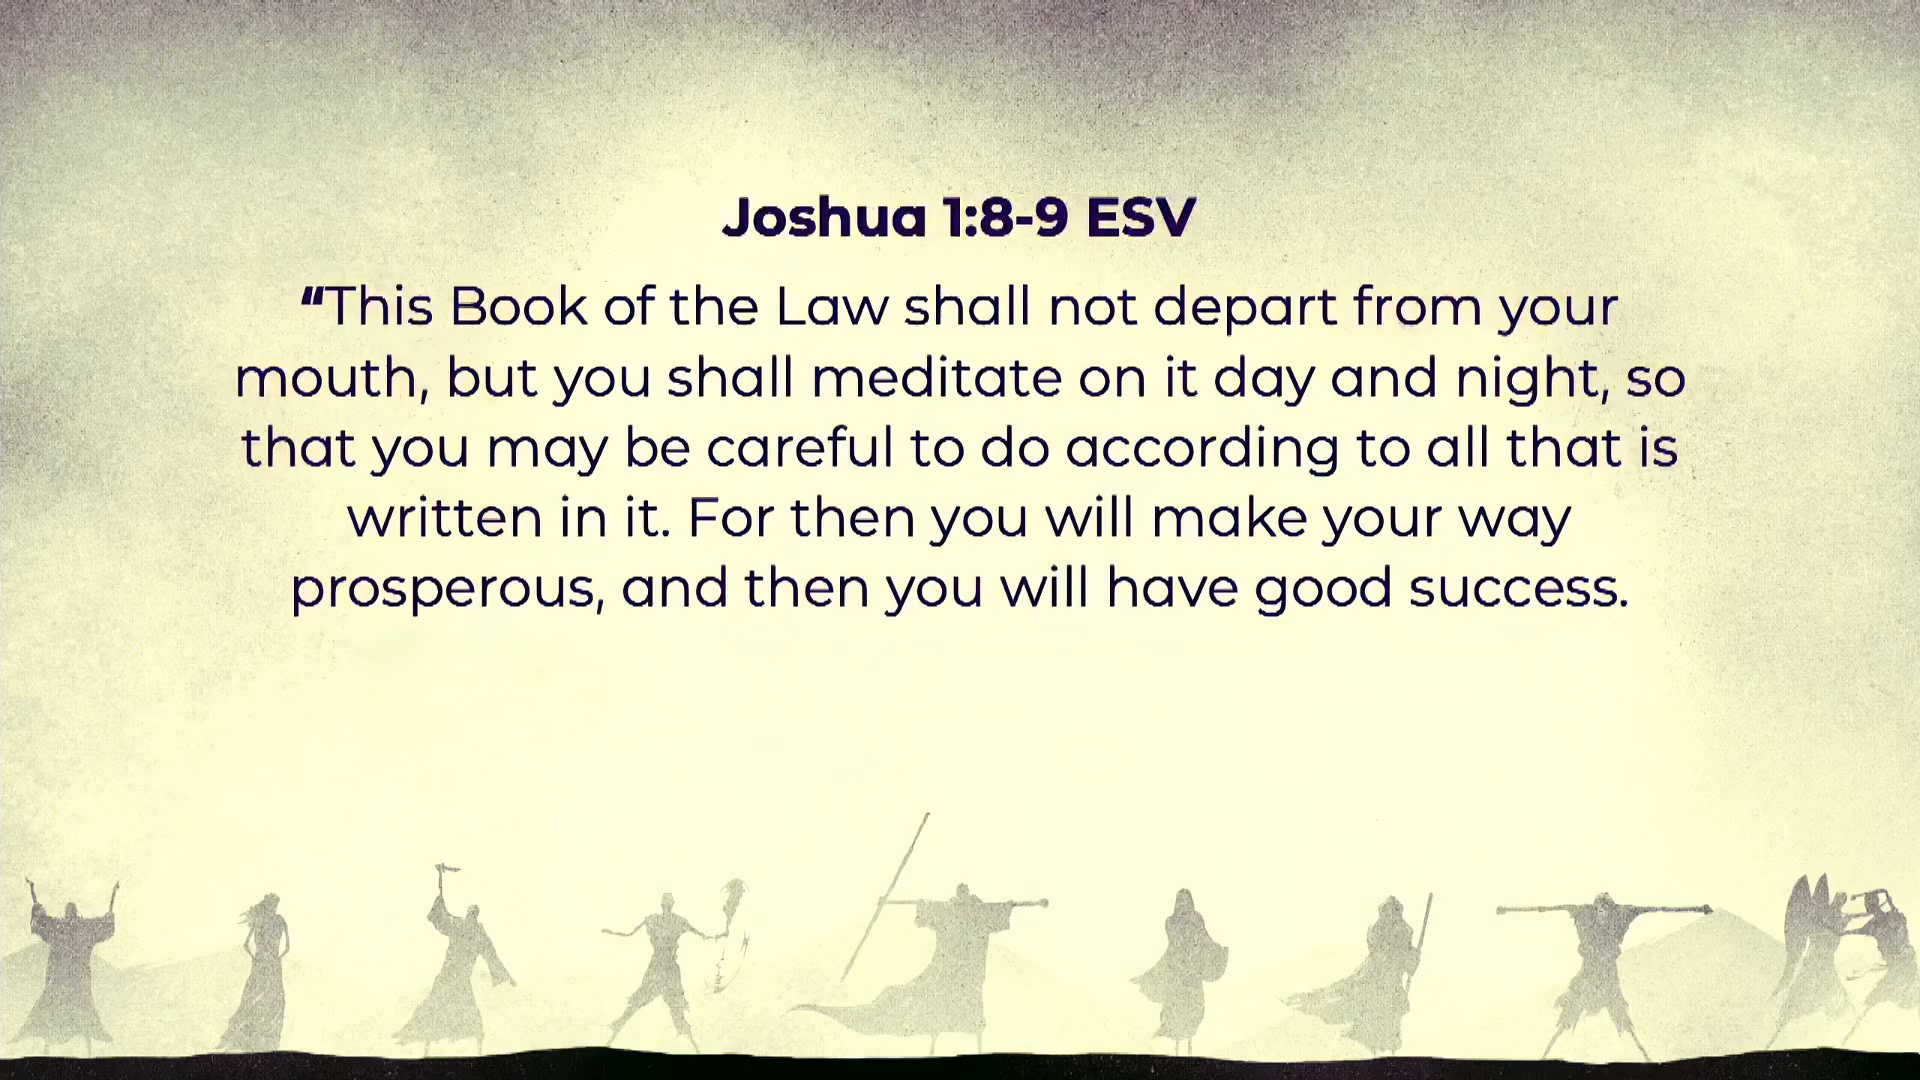 Joshua 1:8-9 ESV
“This Book of the Law shall not depart from your
mouth, but you shall meditate on it day and night, so
that you may be careful to do according to all that is
written in it. For then you will make your way
prosperous, and then you will have good success.